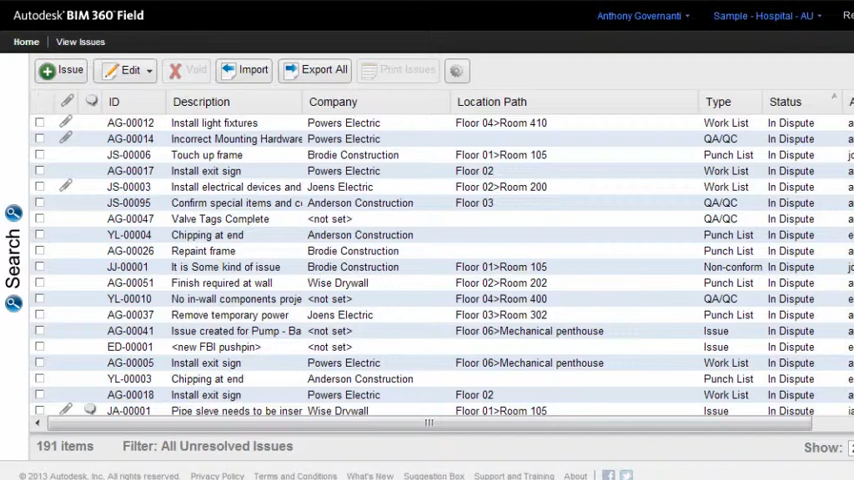 Autodesk BIM 360 Field Anthony Governanti Sample - Hospital - AU
Home View Issues
Issue Edit Void Import Export All Print Issues
ID Description Company Location Path Type Status
AG-00012 Install light fixtures Powers Electric Floor 04>Room 410 Work List In Dispute
AG-00014 Incorrect Mounting Hardware Powers Electric QA/QC In Dispute
JS-00006 Touch up frame Brodie Construction Floor 01>Room 105 Punch List In Dispute
AG-00017 Install exit sign Powers Electric Floor 02 Work List In Dispute
JS-00003 Install electrical devices and Joens Electric Floor 02>Room 200 Work List In Dispute
JS-00095 Confirm special items and cc Anderson Construction Floor 03 QA/QC In Dispute
AG-00047 Valve Tags Complete <not set> QA/QC In Dispute
YL-00004 Chipping at end Anderson Construction Punch List In Dispute
AG-00026 Repaint frame Brodie Construction Punch List In Dispute
JJ-00001 It is Some kind of issue Brodie Construction Floor 01>Room 105 Non-conform In Dispute
AG-00051 Finish required at wall Wise Drywall Floor 02>Room 202 Punch List In Dispute
YL-00010 No in-wall components proje <not set> Floor 04>Room 400 QA/QC In Dispute
AG-00037 Remove temporary power Joens Electric Floor 03>Room 302 Punch List In Dispute
AG-00041 Issue created for Pump - Ba <not set> Floor 06>Mechanical penthouse Issue In Dispute
ED-00001 <new FBI pushpin> <not set> Issue In Dispute
AG-00005 Install exit sign Powers Electric Floor 06>Mechanical penthouse Work List In Dispute
YL-00003 Chipping at end Anderson Construction Punch List In Dispute
AG-00018 Install exit sign Powers Electric Floor 02 Work List In Dispute
JA-00001 Pipe sleve needs to be inser Wise Drywall Floor 01>Room 105 Issue In Dispute
Search
191 items Filter: All Unresolved Issues Show:
© 2013 Autodesk, Inc. All rights reserved. Privacy Policy Terms and Conditions What's New Suggestion Box Support and Training About